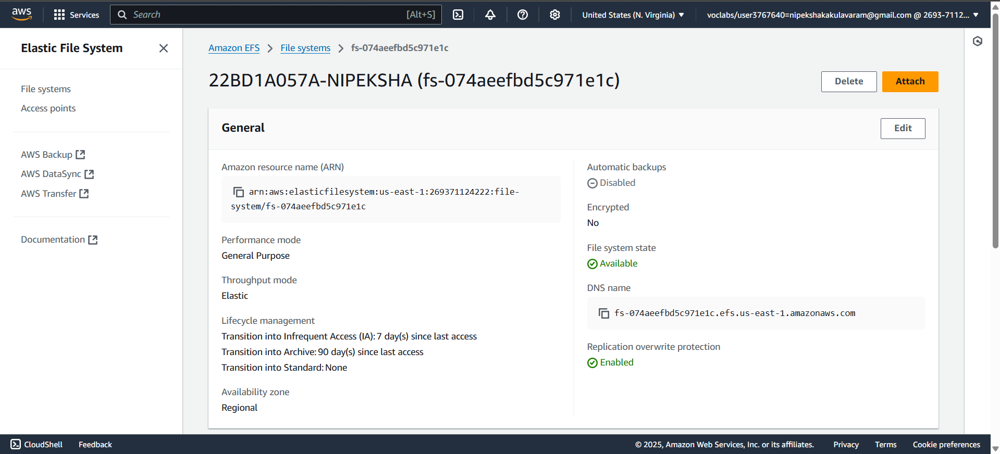 aws
Services
Search [Alt+S]
United States (N. Virginia)
voclabs/user3767640=nipekshakakulavaram@gmail.com @ 2693-7112...
Elastic File System
File systems
Access points
AWS Backup
AWS DataSync
AWS Transfer
Documentation
Amazon EFS > File systems > fs-074aeefbd5c971e1c
22BD1A057A-NIPEKSHA (fs-074aeefbd5c971e1c)
Delete
Attach
General
Edit
Amazon resource name (ARN)
arn:aws:elasticfilesystem:us-east-1:269371124222:file-
system/fs-074aeefbd5c971e1c
Performance mode
General Purpose
Throughput mode
Elastic
Lifecycle management
Transition into Infrequent Access (IA): 7 day(s) since last access
Transition into Archive: 90 day(s) since last access
Transition into Standard: None
Availability zone
Regional
Automatic backups
Disabled
Encrypted
No
File system state
Available
DNS name
fs-074aeefbd5c971e1c.efs.us-east-1.amazonaws.com
Replication overwrite protection
Enabled
CloudShell
Feedback
© 2025, Amazon Web Services, Inc. or its affiliates.
Privacy
Terms
Cookie preferences